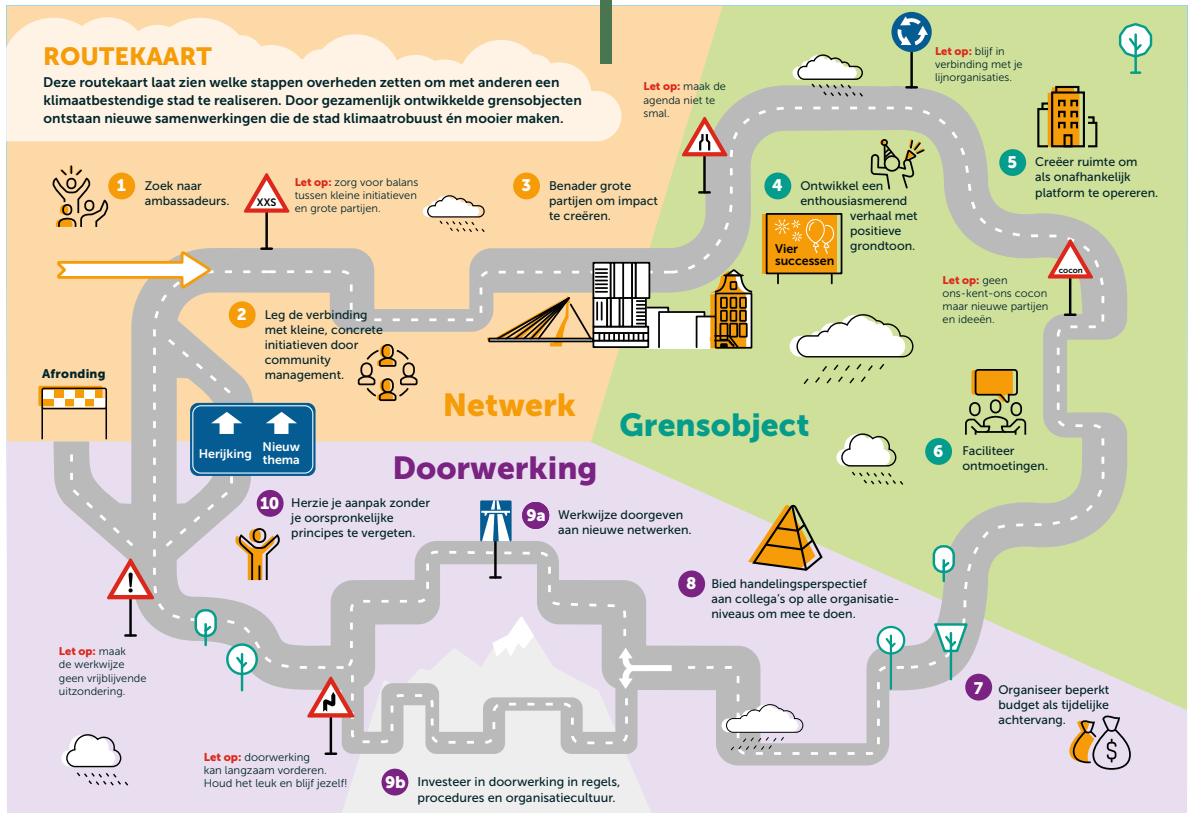 ROUTEKAART
Deze routekaart laat zien welke stappen overheden zetten om met anderen een
klimaatbestendige stad te realiseren. Door gezamenlijk ontwikkelde grensobjecten
ontstaan nieuwe samenwerkingen die de stad klimaatrobuust én mooier maken.
1 Zoek naar
ambassadeurs.
XXS
Let op: zorg voor balans
tussen kleine initiatieven
en grote partijen.
3 Benader grote
partijen om impact
te creëren.
2 Leg de verbinding
met kleine, concrete
initiatieven door
community
management.
Netwerk
Let op: maak de
agenda niet te
smal.
Let op: blijf in
verbinding met je
lijnorganisaties.
4 Ontwikkel een
enthousiasmerend
verhaal met
positieve
grondtoon.
Vier
successen
5 Creëer ruimte om
als onafhankelijk
platform te opereren.
cocon
Let op: geen
ons-kent-ons cocon
maar nieuwe partijen
en ideeën.
Grensobject
6 Faciliteer
ontmoetingen.
7 Organiseer beperkt
budget als tijdelijke
achtervang.
$
8 Bied handelingsperspectief
aan collega's op alle organisatie-
niveaus om mee te doen.
Doorwerking
9a Werkwijze doorgeven
aan nieuwe netwerken.
9b Investeer in doorwerking in regels,
procedures en organisatiecultuur.
Let op: doorwerking
kan langzaam vorderen.
Houd het leuk en blijf jezelf!
10 Herzie je aanpak zonder
je oorspronkelijke
principes te vergeten.
!
Let op: maak
de werkwijze
geen vrijblijvende
uitzondering.
Afronding
Herijking
Nieuw
thema